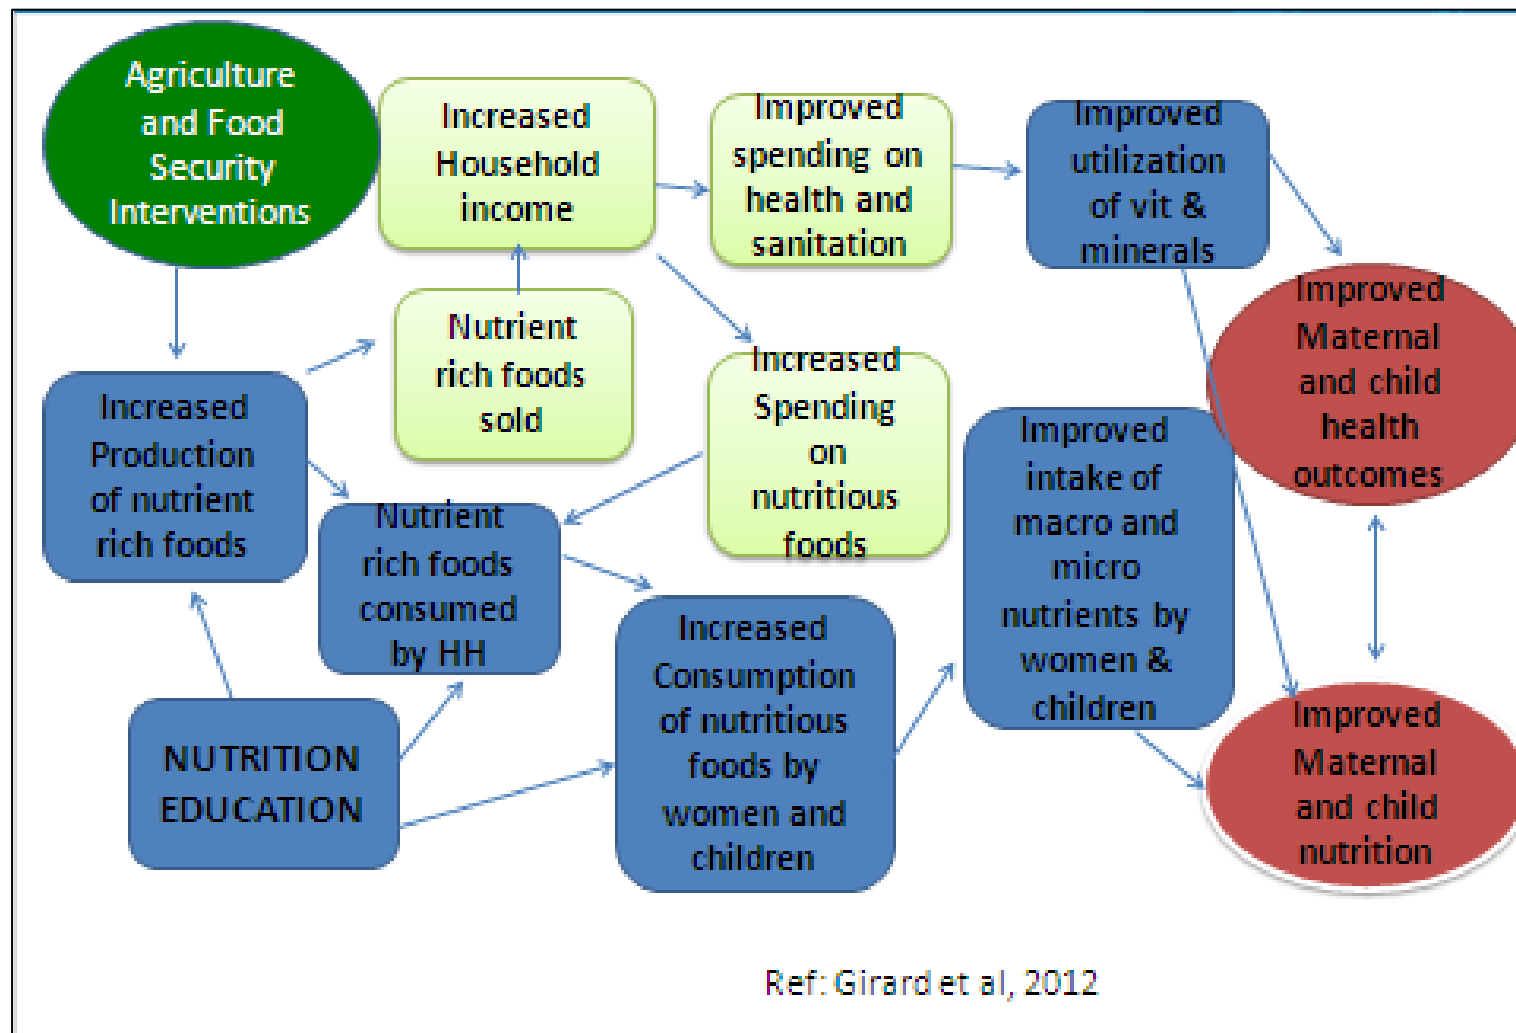 Agriculture
and Food
Security
Interventions
Increased
Household
income
Improved
spending on
health and
sanitation
Improved
utilization
of vit &
minerals
Improved
Maternal
and child
health
outcomes
Nutrient
rich foods
sold
Increased
Spending
on
nutritious
foods
Increased
Production
of nutrient
rich foods
Improved
intake of
macro and
micro
nutrients by
women &
children
Nutrient
rich foods
consumed
by HH
Increased
Consumption
of nutritious
foods by
women and
children
NUTRITION
EDUCATION
Improved
Maternal
and child
nutrition
Ref: Girard et al, 2012